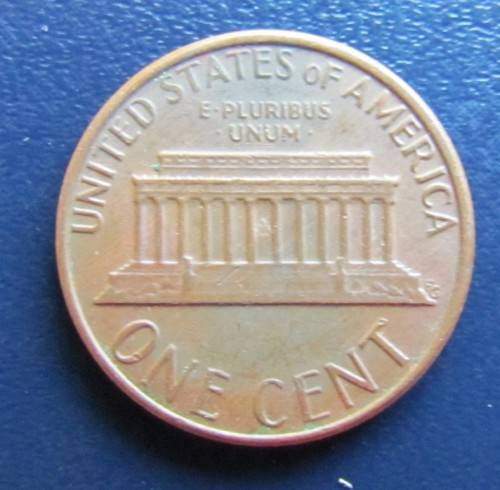 UNITED STATES OF AMERICA
E·PLURIBUS
·UNUM·
ONE CENT